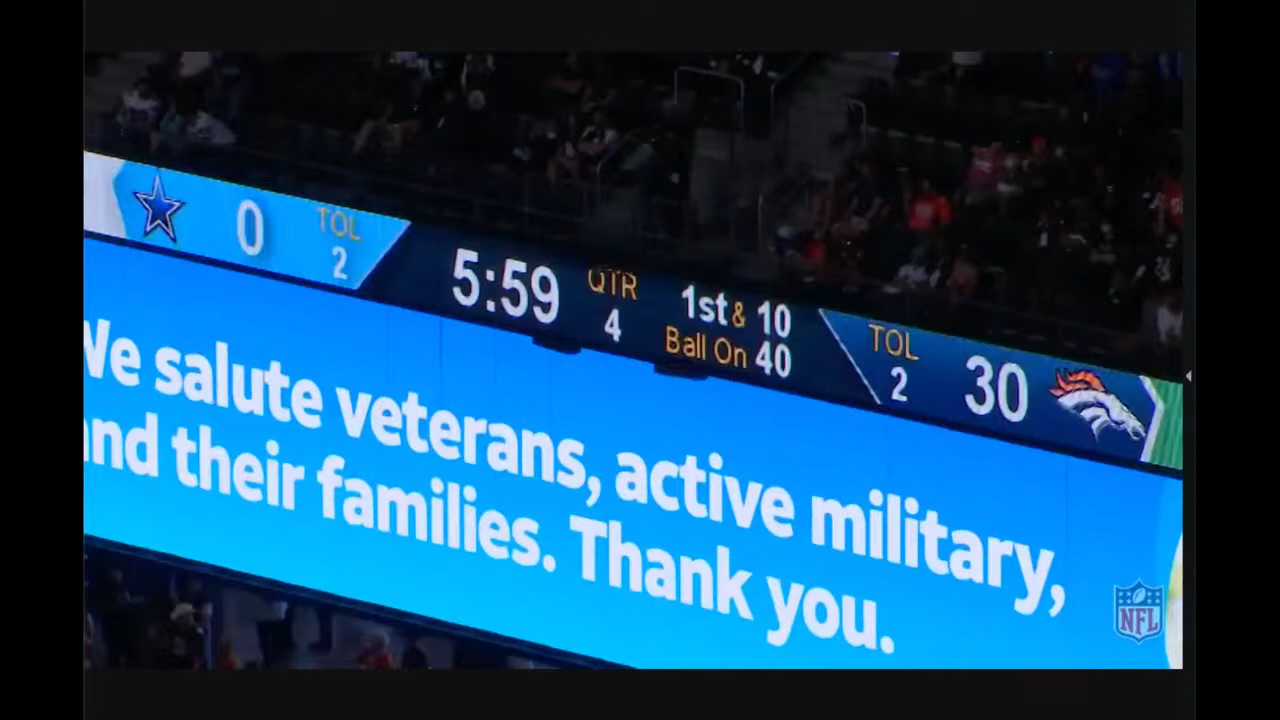 0
TOL
2
5:59
QTR
4
1st & 10
Ball On 40
TOL
2
30
We salute veterans, active military,
and their families. Thank you.
NFL